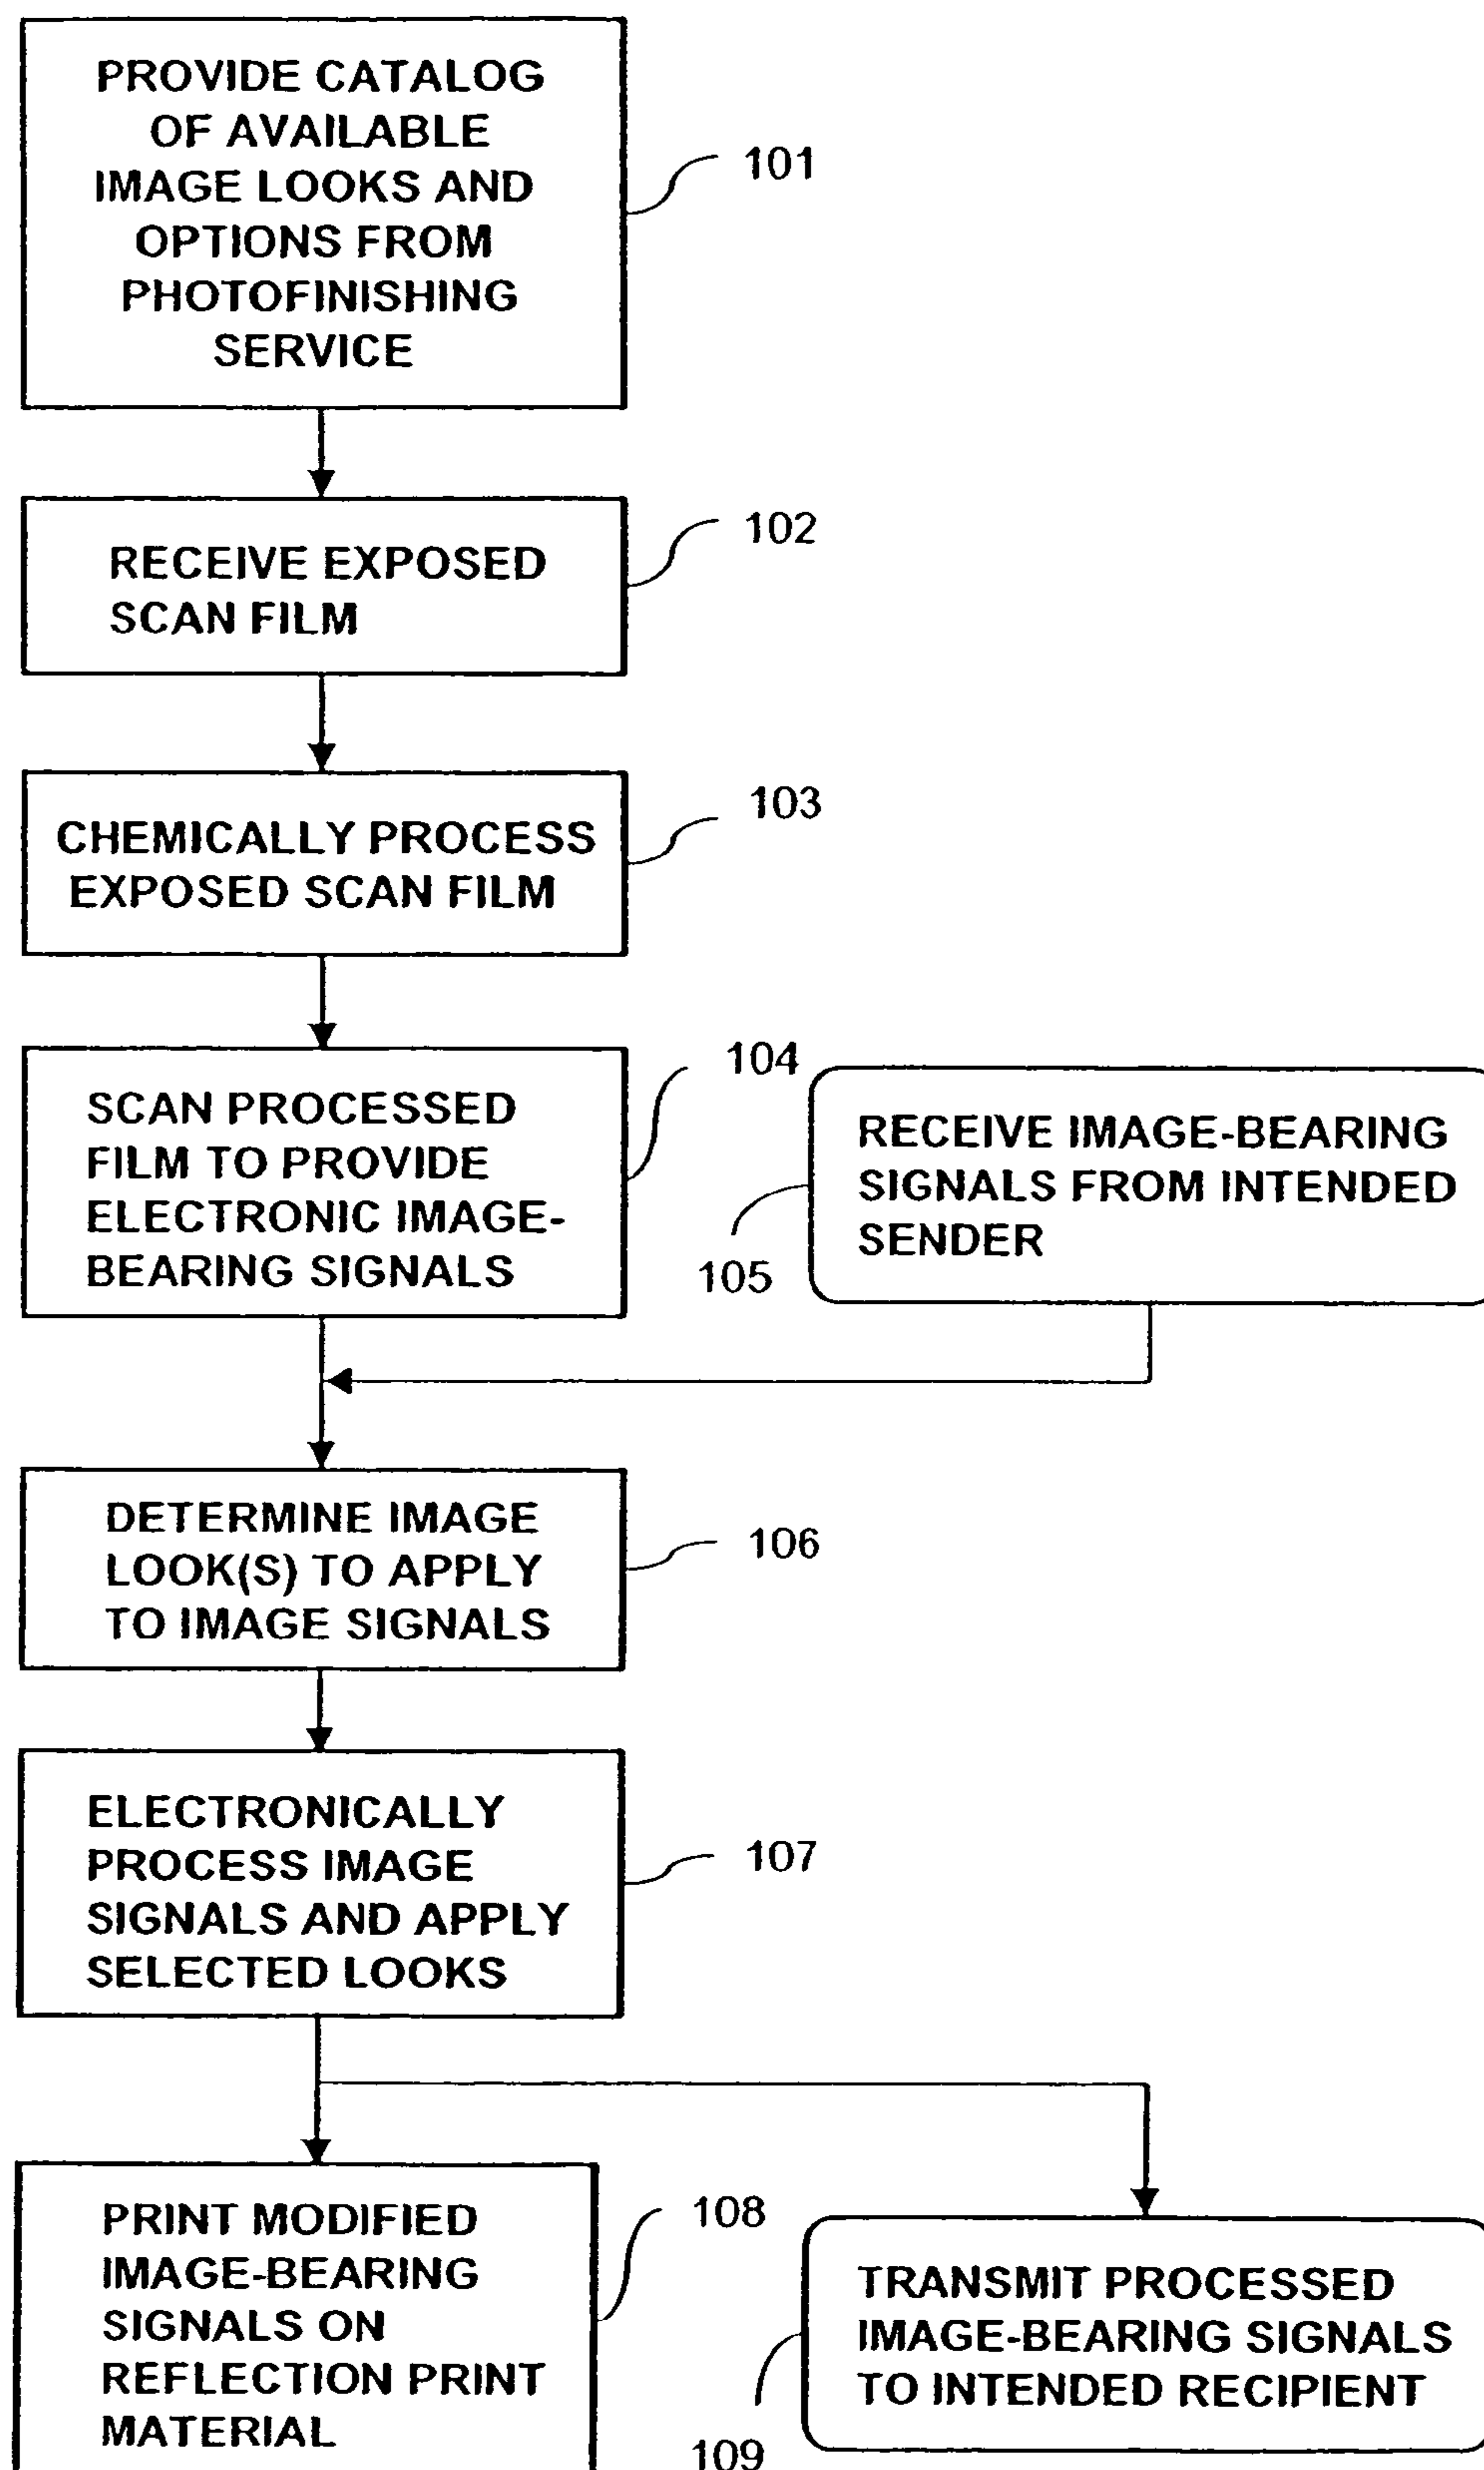 PROVIDE CATALOG
OF AVAILABLE
IMAGE LOOKS AND
OPTIONS FROM
PHOTOFINISHING
SERVICE
101
RECEIVE EXPOSED
SCAN FILM
102
CHEMICALLY PROCESS
EXPOSED SCAN FILM
103
SCAN PROCESSED
FILM TO PROVIDE
ELECTRONIC IMAGE-
BEARING SIGNALS
104
RECEIVE IMAGE-BEARING
SIGNALS FROM INTENDED
SENDER
105
DETERMINE IMAGE
LOOK(S) TO APPLY
TO IMAGE SIGNALS
106
ELECTRONICALLY
PROCESS IMAGE
SIGNALS AND APPLY
SELECTED LOOKS
107
PRINT MODIFIED
IMAGE-BEARING
SIGNALS ON
REFLECTION PRINT
MATERIAL
108
TRANSMIT PROCESSED
IMAGE-BEARING SIGNALS
TO INTENDED RECIPIENT
109